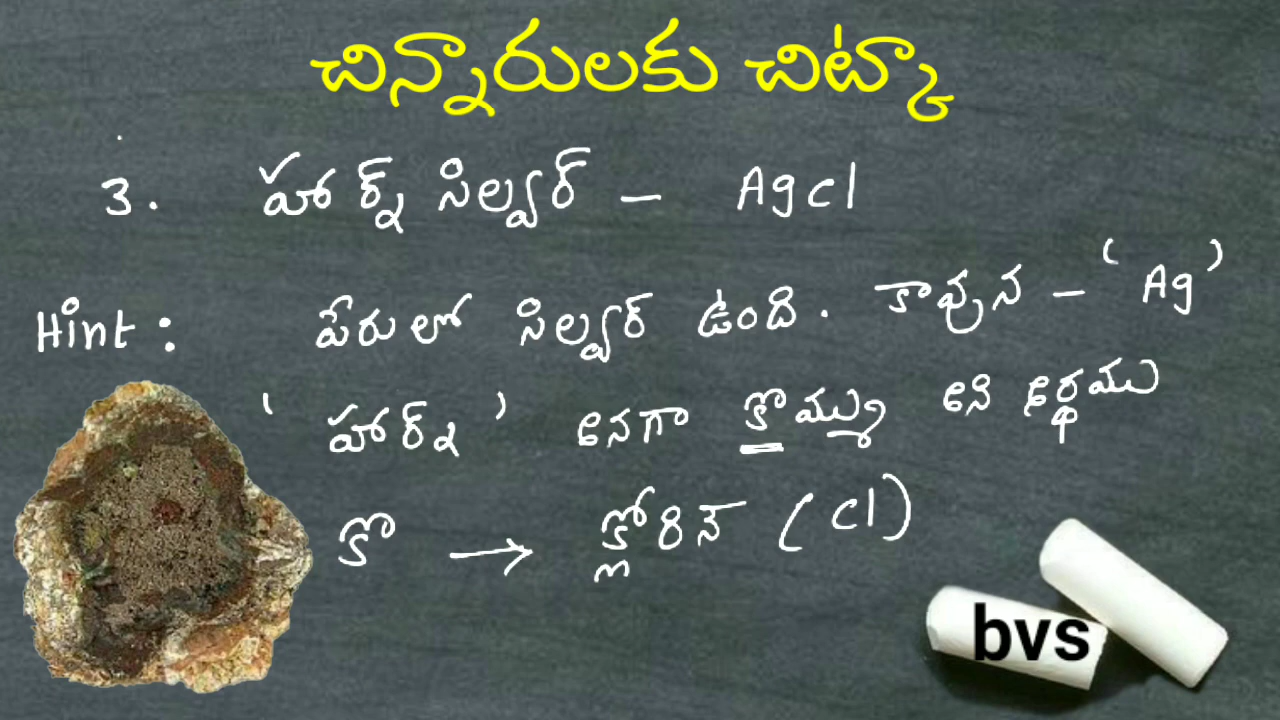 చిన్నారులకు చిట్కా
3. హార్న్ సిల్వర్ – Agcl
Hint : పేరులో సిల్వర్ ఉంది. కావున – 'Ag'
'హార్న్' అనగా కొమ్ము అని అర్థము
కొ → క్లోరిన్ (cl)
bvs